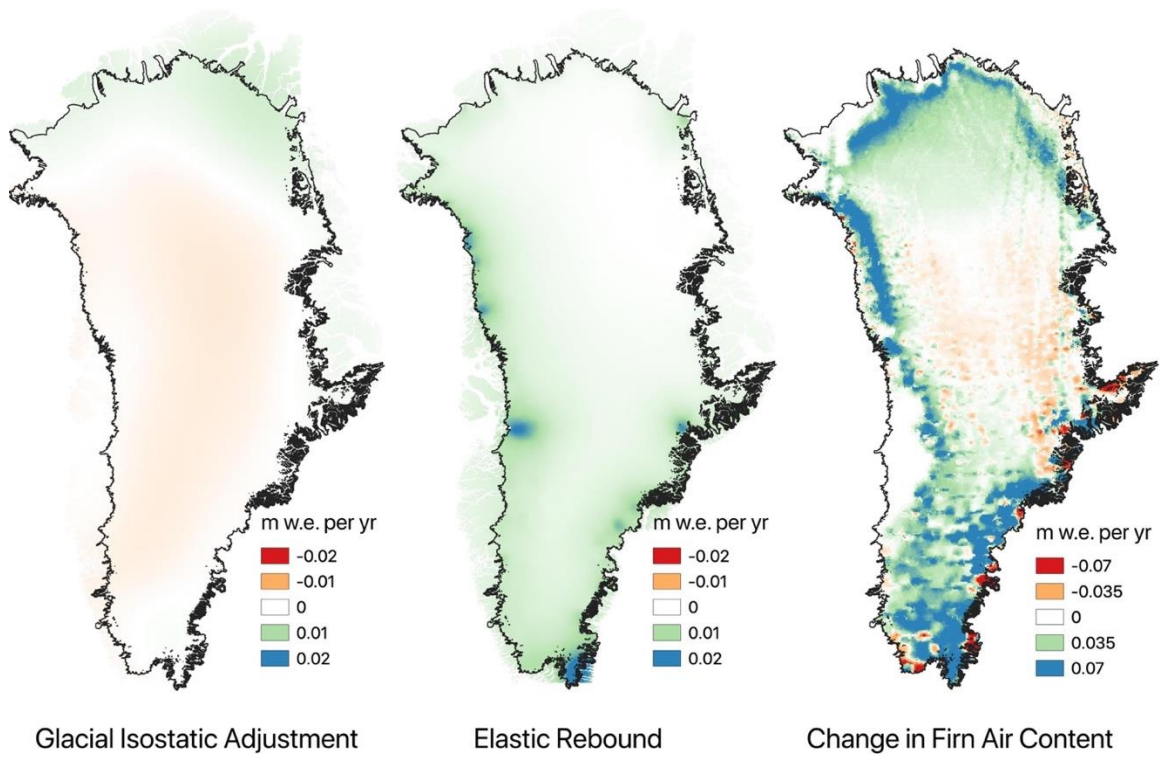 m w.e. per yr
-0.02
-0.01
0
0.01
0.02
m w.e. per yr
-0.02
-0.01
0
0.01
0.02
m w.e. per yr
-0.07
-0.035
0
0.035
0.07
Glacial Isostatic Adjustment
Elastic Rebound
Change in Firn Air Content